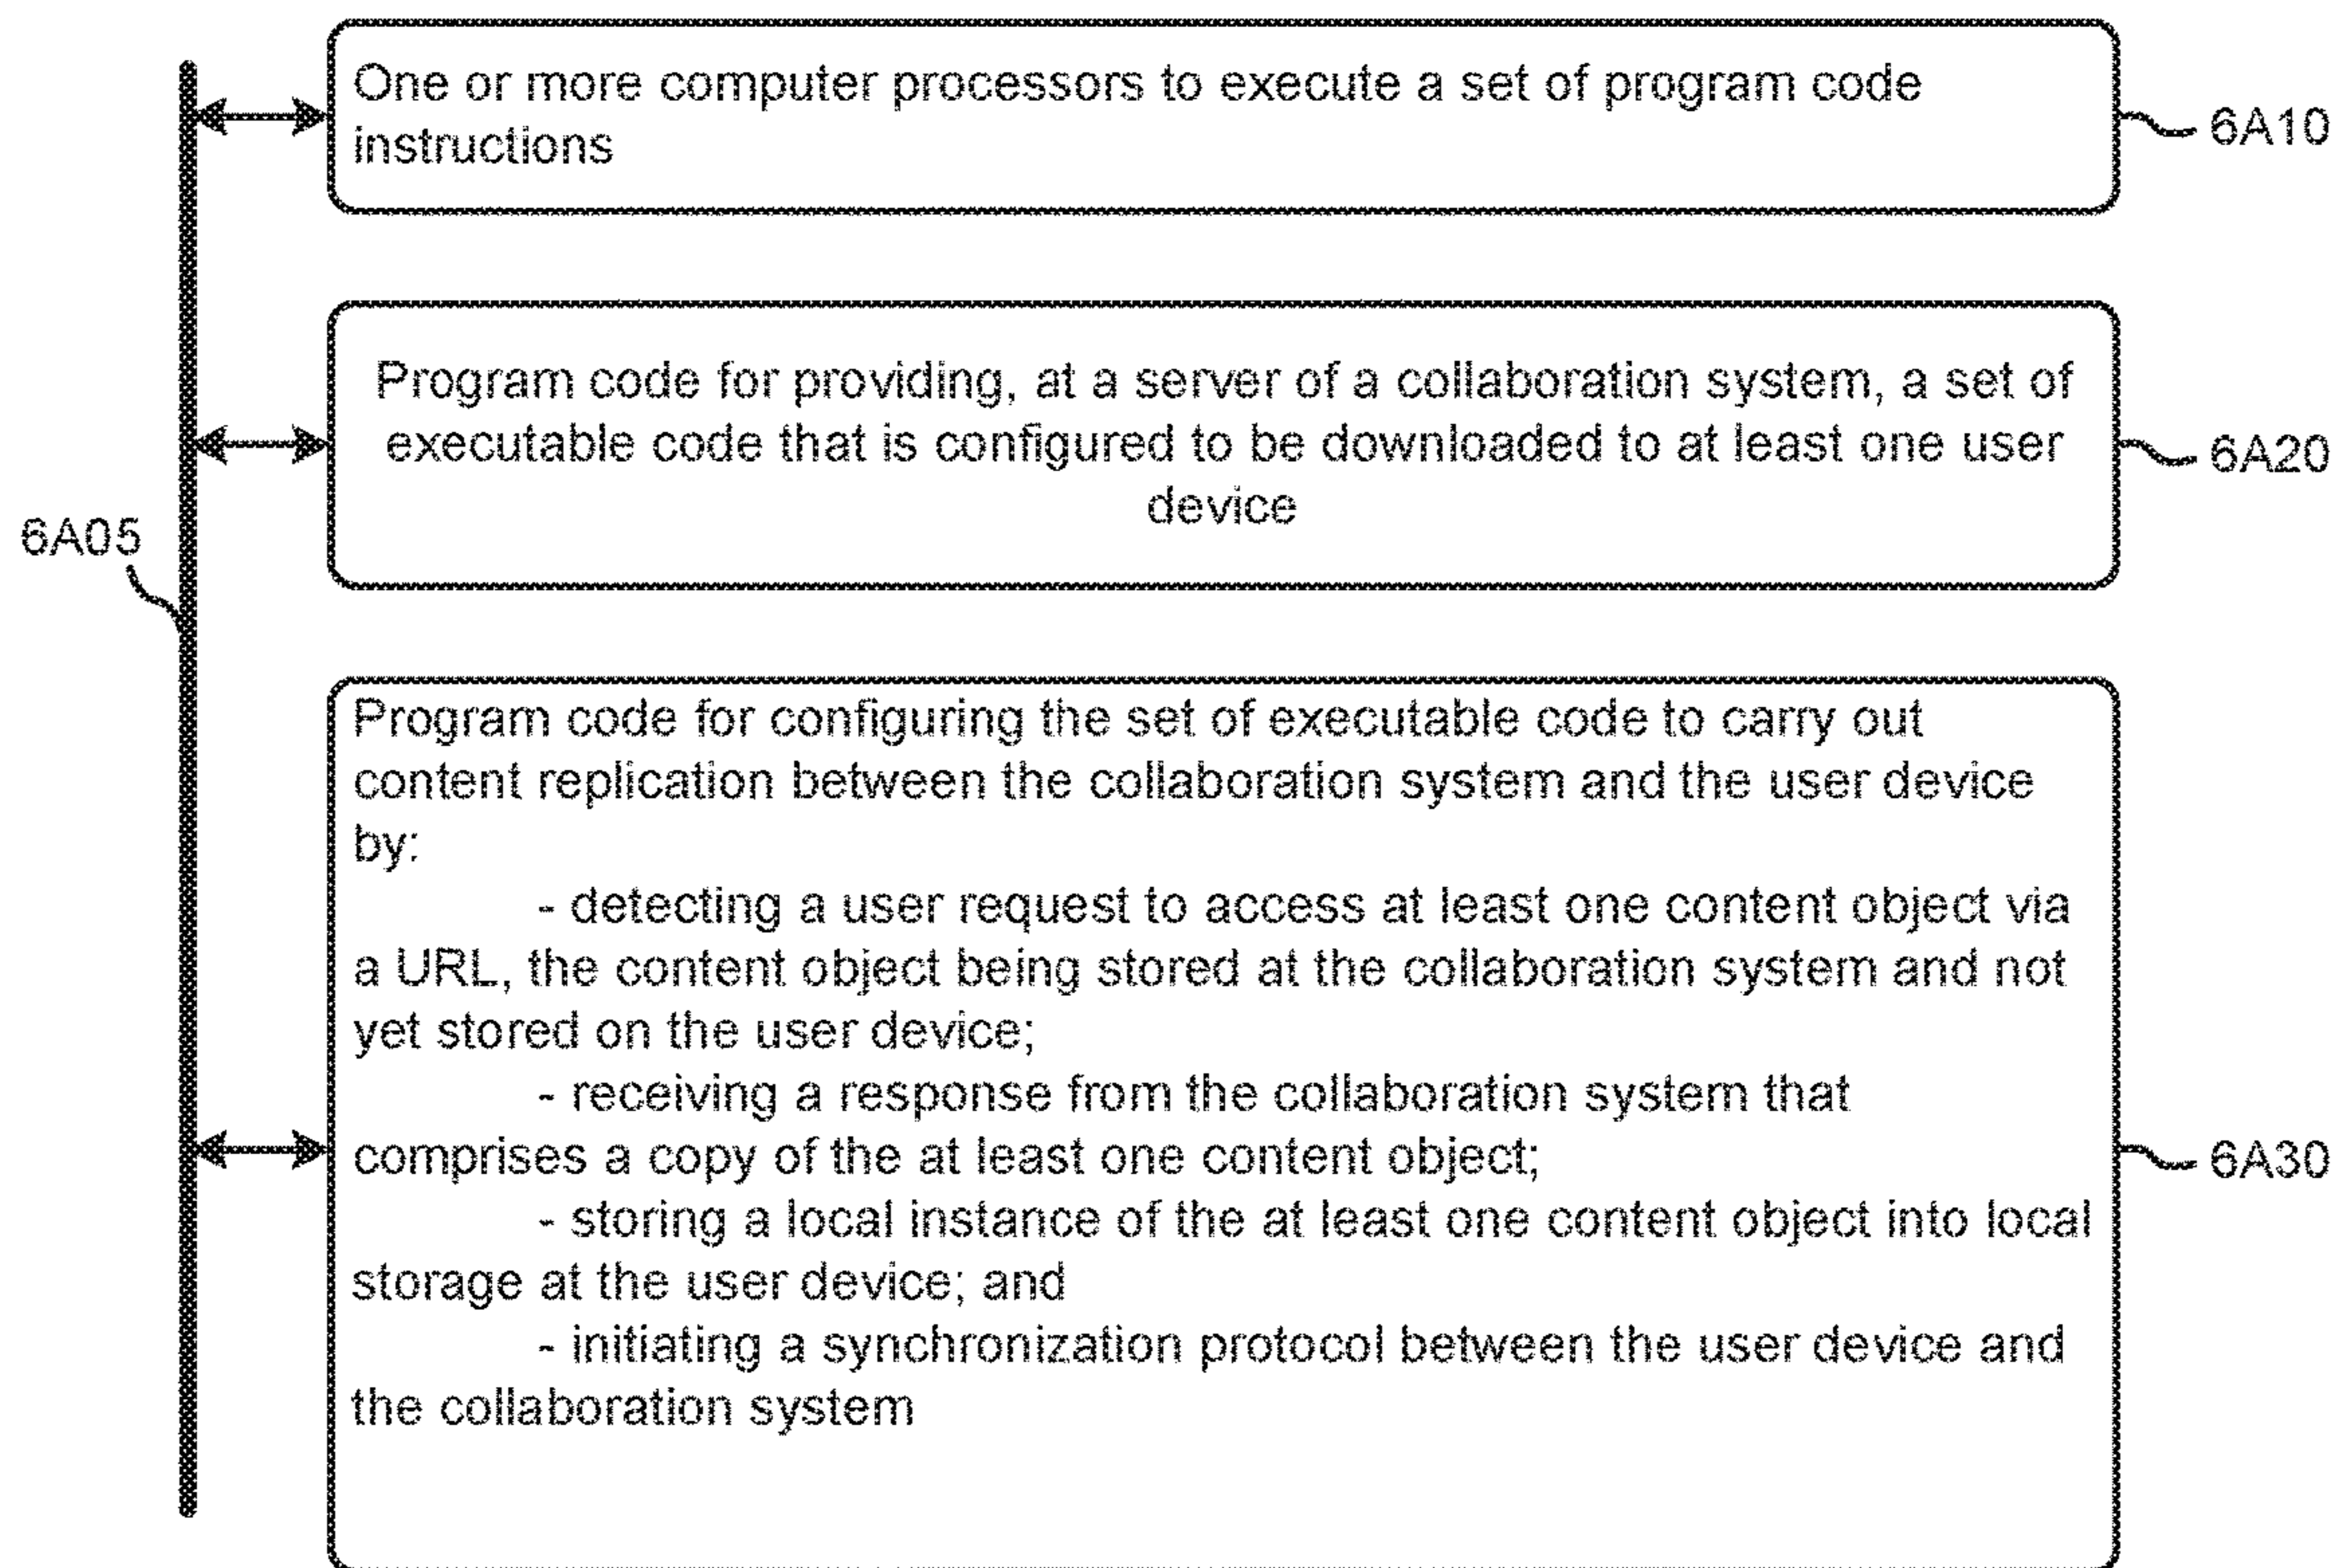 One or more computer processors to execute a set of program code
instructions
6A10
Program code for providing, at a server of a collaboration system, a set of
executable code that is configured to be downloaded to at least one user
device
6A20
6A05
Program code for configuring the set of executable code to carry out
content replication between the collaboration system and the user device
by:
- detecting a user request to access at least one content object via
a URL, the content object being stored at the collaboration system and not
yet stored on the user device;
- receiving a response from the collaboration system that
comprises a copy of the at least one content object;
- storing a local instance of the at least one content object into local
storage at the user device; and
- initiating a synchronization protocol between the user device and
the collaboration system
6A30